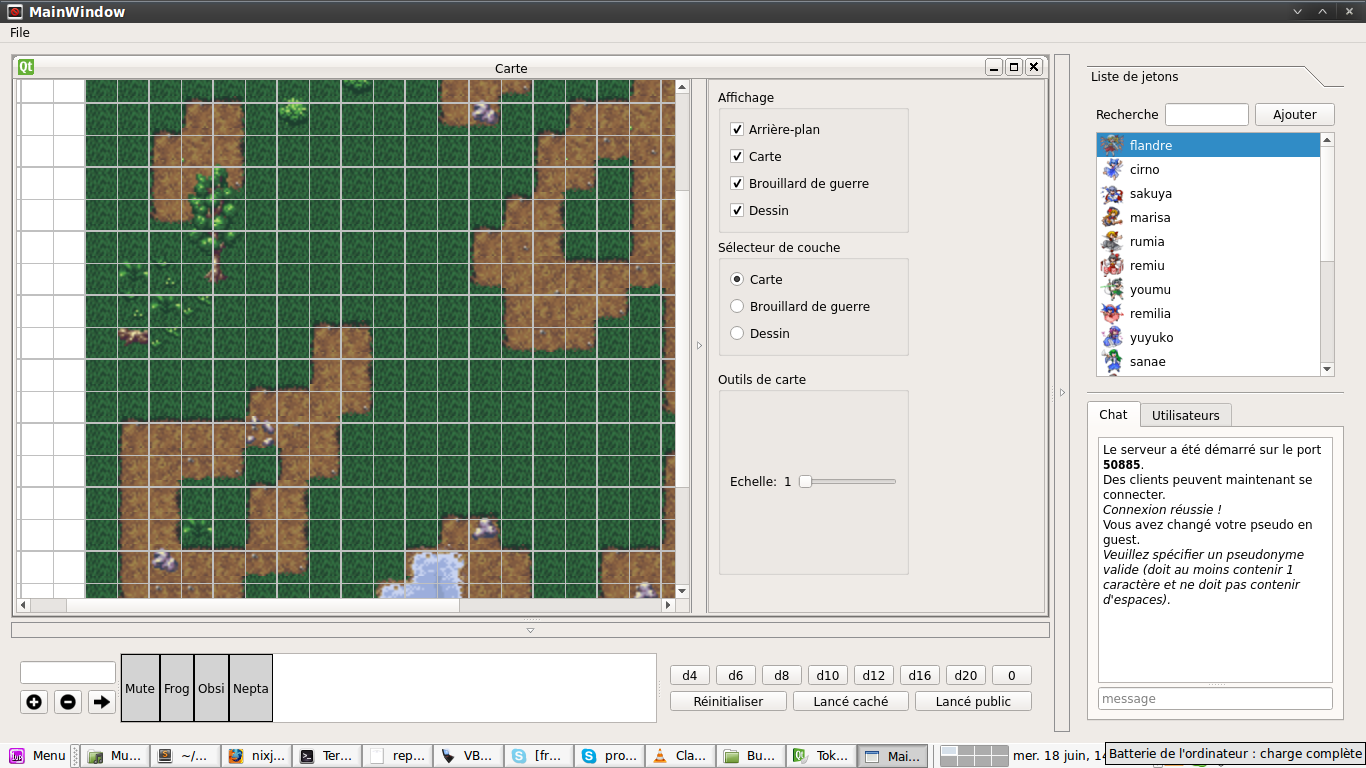 MainWindow
File
Qt
Carte
Affichage
Arrière-plan
Carte
Brouillard de guerre
Dessin
Sélecteur de couche
Carte
Brouillard de guerre
Dessin
Outils de carte
Echelle: 1
Liste de jetons
Recherche
Ajouter
flandre
cirno
sakuya
marisa
rumia
remiu
youmu
remilia
yuyuko
sanae
Chat
Utilisateurs
Le serveur a été démarré sur le port
50885.
Des clients peuvent maintenant se
connecter.
Connexion réussie !
Vous avez changé votre pseudo en
guest.
Veuillez spécifier un pseudonyme
valide (doit au moins contenir 1
caractère et ne doit pas contenir
d'espaces).
message
Mute Frog Obsi Nepta
d4 d6 d8 d10 d12 d16 d20 0
Réinitialiser Lancé caché Lancé public
Menu Mu... ~/... nixj... Ter... rep... VB... [fr... pro... Cla... Bu... Tok... Mai... mer. 18 juin, 
Batterie de l'ordinateur : charge complète